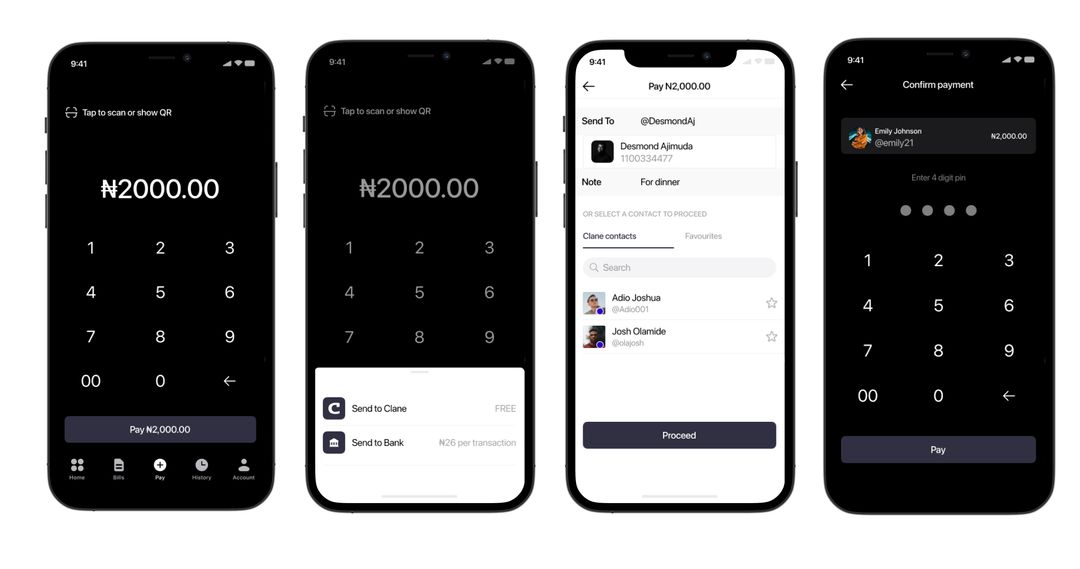 9:41
Tap to scan or show QR
₦2000.00
1 2 3
4 5 6
7 8 9
00 0 ←
Pay ₦2,000.00
Home Bills Pay History Account
9:41
Tap to scan or show QR
₦2000.00
1 2 3
4 5 6
7 8 9
C Send to Clane FREE
Send to Bank ₦26 per transaction
9:41
← Pay ₦2,000.00
Send To @DesmondAj
Desmond Ajimuda
1100334477
Note For dinner
OR SELECT A CONTACT TO PROCEED
Clane contacts Favourites
Search
Adio Joshua
@Adio001
Josh Olamide
@olajosh
Proceed
9:41
← Confirm payment
Emily Johnson
@emily21 ₦2,000.00
Enter 4 digit pin
1 2 3
4 5 6
7 8 9
00 0 ←
Pay